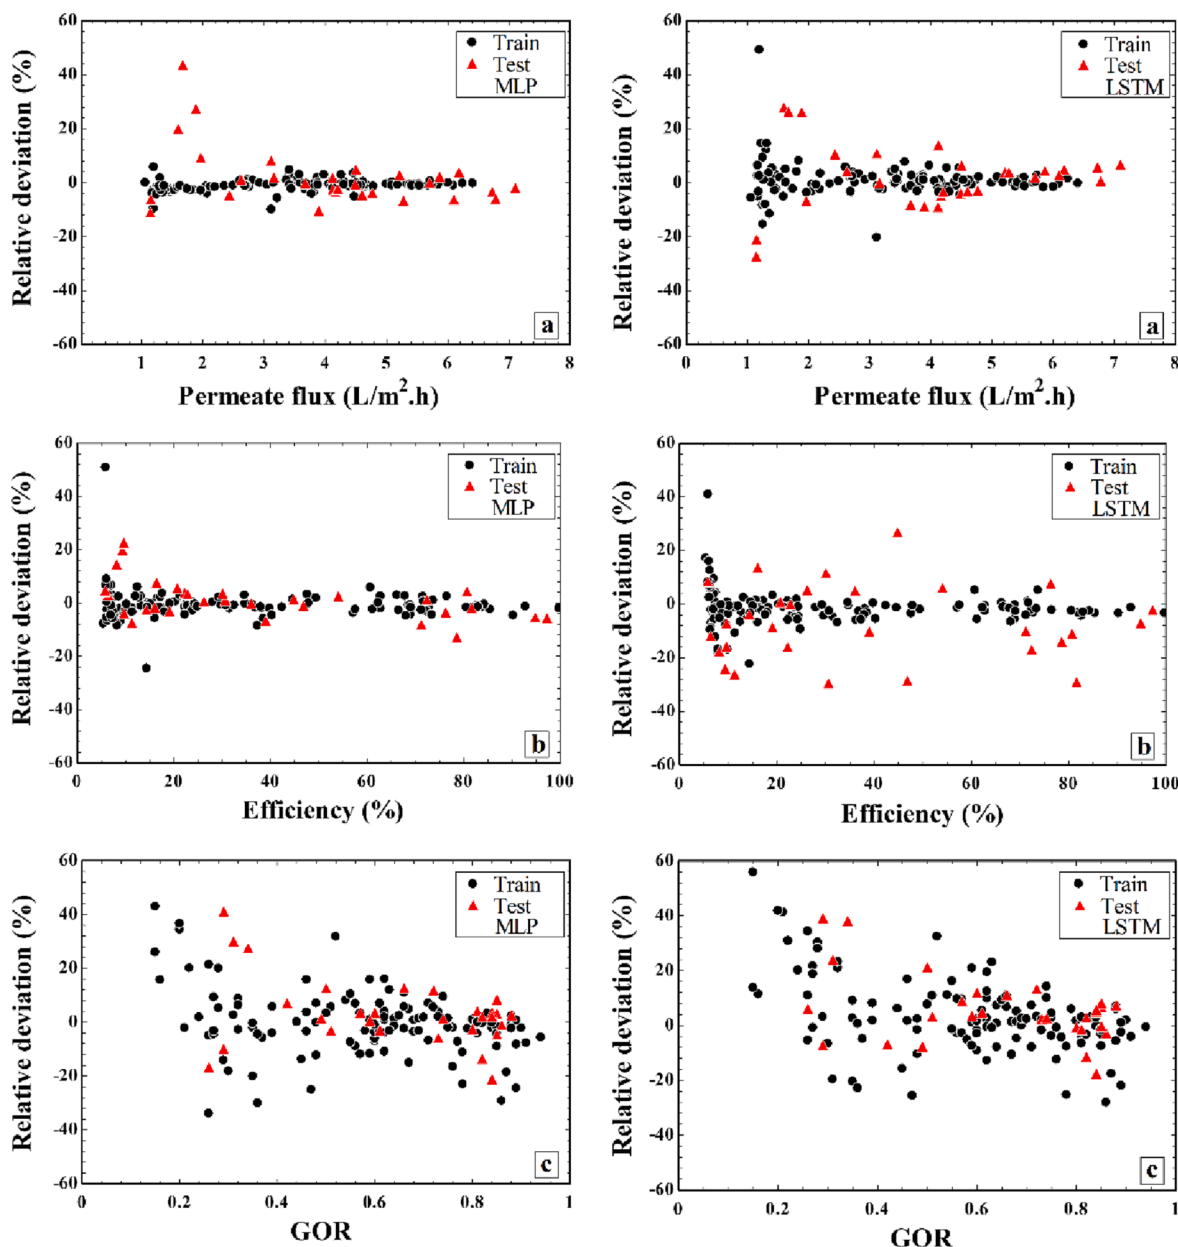 60
40
20
0
-20
-40
-60
Relative deviation (%)
Train
Test
MLP
a
1 2 3 4 5 6 7 8
Permeate flux (L/m².h)
60
40
20
0
-20
-40
-60
Relative deviation (%)
Train
Test
LSTM
a
0 1 2 3 4 5 6 7 8
Permeate flux (L/m².h)
60
40
20
0
-20
-40
-60
Relative deviation (%)
Train
Test
MLP
b
0 20 40 60 80 100
Efficiency (%)
60
40
20
0
-20
-40
-60
Relative deviation (%)
Train
Test
LSTM
b
0 20 40 60 80 100
Efficiency (%)
60
40
20
0
-20
-40
-60
Relative deviation (%)
Train
Test
MLP
c
0 0.2 0.4 0.6 0.8 1
GOR
60
40
20
0
-20
-40
-60
Relative deviation (%)
Train
Test
LSTM
c
0 0.2 0.4 0.6 0.8 1
GOR